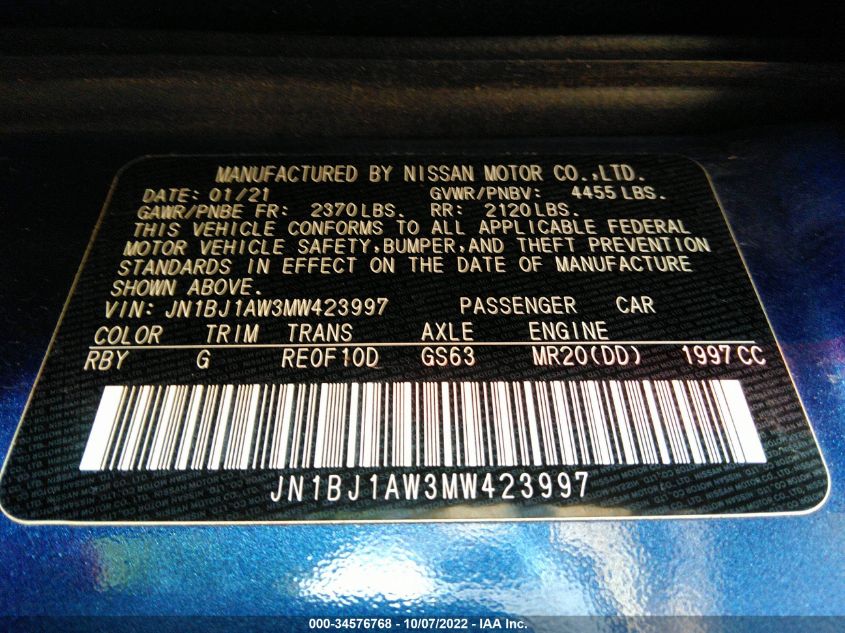 MANUFACTURED BY NISSAN MOTOR CO.,LTD.
DATE: 01/21 GVWR/PNBV: 4455 LBS.
GAWR/PNBE FR: 2370 LBS. RR: 2120 LBS.
THIS VEHICLE CONFORMS TO ALL APPLICABLE FEDERAL
MOTOR VEHICLE SAFETY,BUMPER,AND THEFT PREVENTION
STANDARDS IN EFFECT ON THE DATE OF MANUFACTURE
SHOWN ABOVE.
VIN: JN1BJ1AW3MW423997 PASSENGER CAR
COLOR TRIM TRANS AXLE ENGINE
RBY G RE0F10D GS63 MR20(DD) 1997 CC
JN1BJ1AW3MW423997
000-34576768 - 10/07/2022 - IAA Inc.